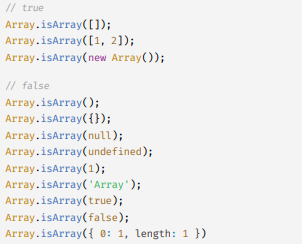 // true
Array.isArray([]);
Array.isArray([1, 2]);
Array.isArray(new Array());
// false
Array.isArray();
Array.isArray({});
Array.isArray(null);
Array.isArray(undefined);
Array.isArray(1);
Array.isArray('Array');
Array.isArray(true);
Array.isArray(false);
Array.isArray({ 0: 1, length: 1 })